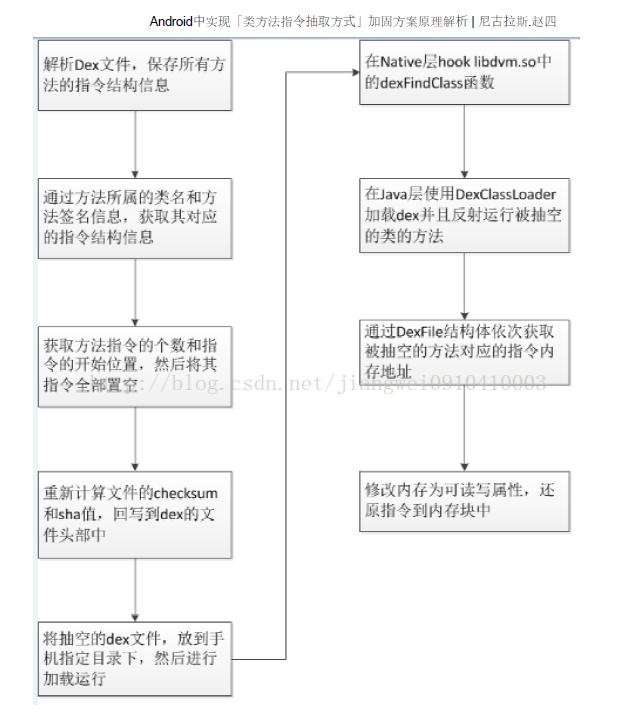 Android中实现「类方法指令抽取方式」加固方案原理解析 | 尼古拉斯.赵四
解析Dex文件，保存所有方
法的指令结构信息
通过方法所属的类名和方
法签名信息，获取其对应
的指令结构信息
获取方法指令的个数和指
令的开始位置，然后将其
指令全部置空
重新计算文件的checksum
和sha值，回写到dex的文
件头部中
将抽空的dex文件，放到手
机指定目录下，然后进行
加载运行
在Native层hook libdvm.so中
的dexFindClass函数
在Java层使用DexClassLoader
加载dex并且反射运行被抽空
的类的方法
通过DexFile结构体依次获取
被抽空的方法对应的指令内
存地址
修改内存为可读写属性，还
原指令到内存块中
http://blog.csdn.net/jiangwei0910410003